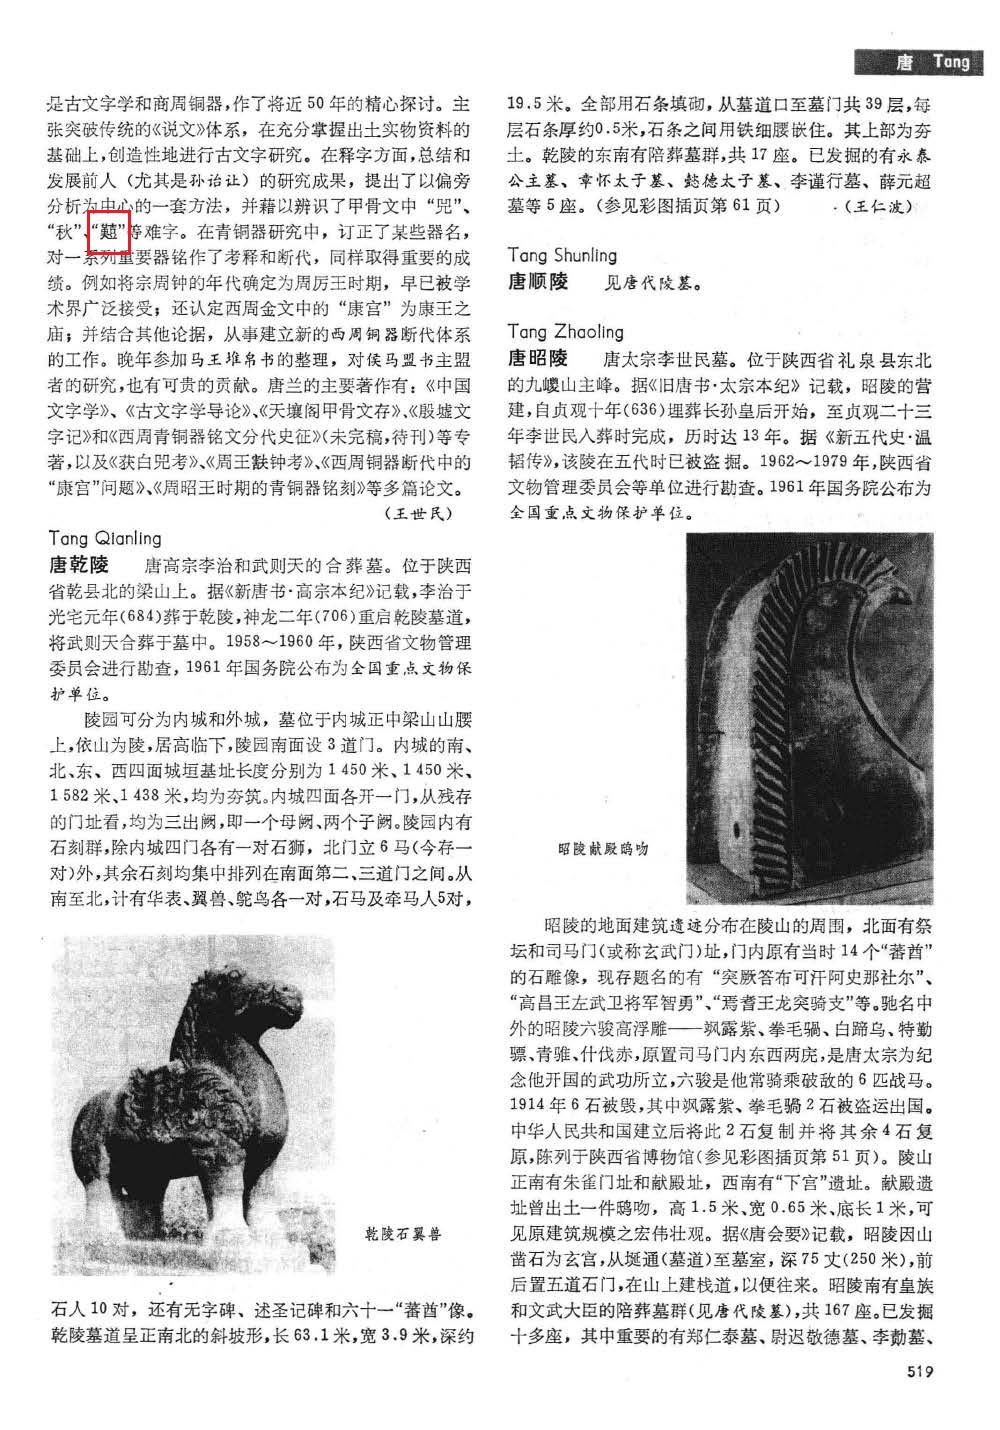 唐 Tang
是古文字学和商周铜器,作了将近50年的精心探讨。主
张突破传统的《说文》体系，在充分掌握出土实物资料的
基础上,创造性地进行古文字研究。在释字方面,总结和
发展前人（尤其是孙诒让）的研究成果，提出了以偏旁
分析为中心的一套方法，并藉以辨识了甲骨文中“兕”、
“秋”、“”等难字。在青铜器研究中，订正了某些器名，
对一系列重要器铭作了考释和断代，同样取得重要的成
绩。例如将宗周钟的年代确定为周厉王时期，早已被学
术界广泛接受；还认定西周金文中的“康宫”为康王之
庙；并结合其他论据，从事建立新的西周铜器断代体系
的工作。晚年参加马王堆帛书的整理，对侯马盟书主盟
者的研究,也有可贵的贡献。唐兰的主要著作有：《中国
文字学》、《古文字学导论》、《天壤阁甲骨文存》、《殷墟文
字记》和《西周青铜器铭文分代史征》(未完稿,待刊)等专
著,以及《获白兕考》、《周王㝬钟考》、《西周铜器断代中的
“康宫”问题》、《周昭王时期的青铜器铭刻》等多篇论文。
（王世民）
Tang Qianling
唐乾陵 唐高宗李治和武则天的合葬墓。位于陕西
省乾县北的梁山上。据《新唐书·高宗本纪》记载,李治于
光宅元年(684)葬于乾陵,神龙二年(706)重启乾陵墓道，
将武则天合葬于墓中。1958～1960年，陕西省文物管理
委员会进行勘查，1961年国务院公布为全国重点文物保
护单位。
陵园可分为内城和外城，墓位于内城正中梁山山腰
上,依山为陵,居高临下,陵园南面设3道门。内城的南、
北、东、西四面城垣基址长度分别为1450米、1450米、
1582米、1438米,均为夯筑。内城四面各开一门,从残存
的门址看,均为三出阙,即一个母阙、两个子阙。陵园内有
石刻群,除内城四门各有一对石狮，北门立6马(今存一
对)外,其余石刻均集中排列在南面第二、三道门之间。从
南至北,计有华表、翼兽、鸵鸟各一对,石马及牵马人5对，
乾陵石翼兽
石人10对，还有无字碑、述圣记碑和六十一“蕃酋”像。
乾陵墓道呈正南北的斜坡形,长63.1米,宽3.9米,深约
19.5米。全部用石条填砌,从墓道口至墓门共39层,每
层石条厚约0.5米,石条之间用铁细腰嵌住。其上部为夯
土。乾陵的东南有陪葬墓群,共17座。已发掘的有永泰
公主墓、章怀太子墓、懿德太子墓、李谨行墓、薛元超
墓等5座。（参见彩图插页第61页）（王仁波）
Tang Shunling
唐顺陵 见唐代陵墓。
Tang Zhaoling
唐昭陵 唐太宗李世民墓。位于陕西省礼泉县东北
的九嵕山主峰。据《旧唐书·太宗本纪》记载，昭陵的营
建,自贞观十年(636)埋葬长孙皇后开始，至贞观二十三
年李世民入葬时完成，历时达13年。据《新五代史·温
韬传》,该陵在五代时已被盗掘。1962～1979年,陕西省
文物管理委员会等单位进行勘查。1961年国务院公布为
全国重点文物保护单位。
昭陵献殿鸱吻
昭陵的地面建筑遗迹分布在陵山的周围，北面有祭
坛和司马门(或称玄武门)址,门内原有当时14个“蕃酋”
的石雕像，现存题名的有“突厥答布可汗阿史那社尔”、
“高昌王左武卫将军智勇”、“焉耆王龙突骑支”等。驰名中
外的昭陵六骏高浮雕——飒露紫、拳毛䯄、白蹄乌、特勤
骠、青骓、什伐赤,原置司马门内东西两庑,是唐太宗为纪
念他开国的武功所立,六骏是他常骑乘破敌的6匹战马。
1914年6石被毁,其中飒露紫、拳毛䯄2石被盗运出国。
中华人民共和国建立后将此2石复制并将其余4石复
原,陈列于陕西省博物馆(参见彩图插页第51页)。陵山
正南有朱雀门址和献殿址，西南有“下宫”遗址。献殿遗
址曾出土一件鸱吻，高1.5米、宽0.65米、底长1米,可
见原建筑规模之宏伟壮观。据《唐会要》记载，昭陵因山
凿石为玄宫,从埏通(墓道)至墓室，深75丈(250米),前
后置五道石门,在山上建栈道,以便往来。昭陵南有皇族
和文武大臣的陪葬墓群(见唐代陵墓),共167座。已发掘
十多座，其中重要的有郑仁泰墓、尉迟敬德墓、李勣墓、
519